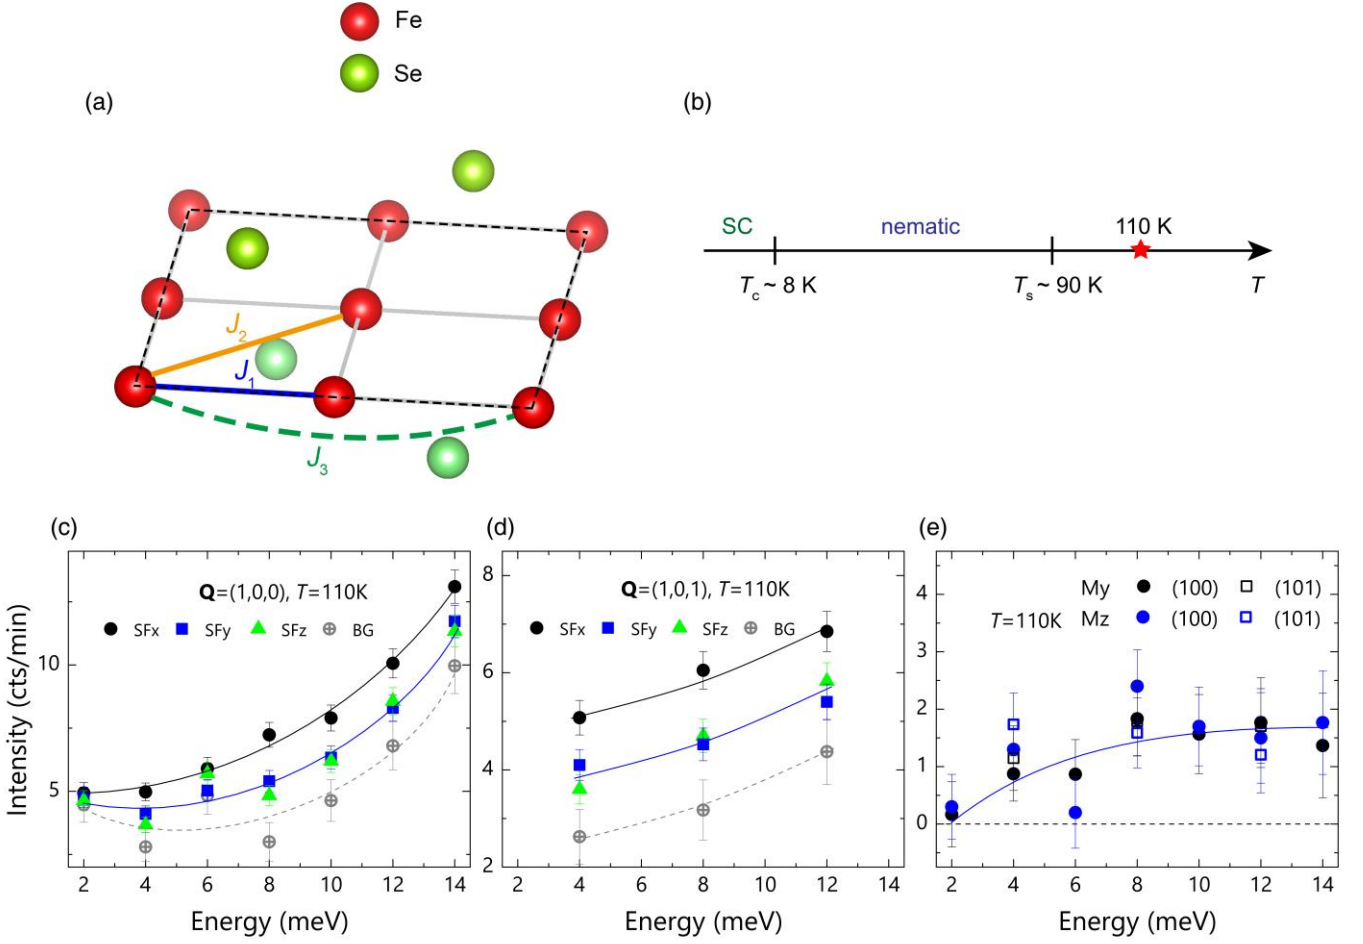 Fe
Se
(a)
(b)
J2
J1
J3
SC
nematic
110 K
Tc ~ 8 K
Ts ~ 90 K
T
(c)
(d)
(e)
Q=(1,0,0), T=110K
SFx
SFy
SFz
BG
10
5
2
4
6
8
10
12
14
Intensity (cts/min)
Energy (meV)
Q=(1,0,1), T=110K
SFx
SFy
SFz
BG
8
6
4
2
2
4
6
8
10
12
14
Energy (meV)
My (100) (101)
T=110K Mz (100) (101)
4
3
2
1
0
2
4
6
8
10
12
14
Energy (meV)